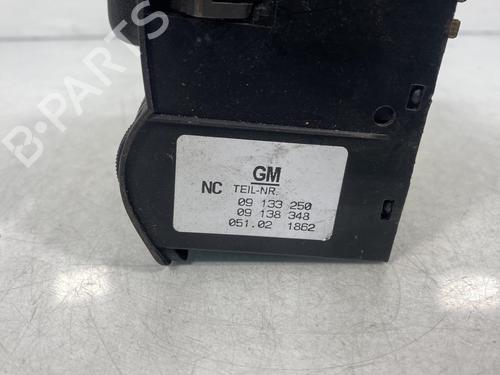 B-PARTS
GM
NC TEIL-NR.
09 133 250
09 138 348
051.02 1862